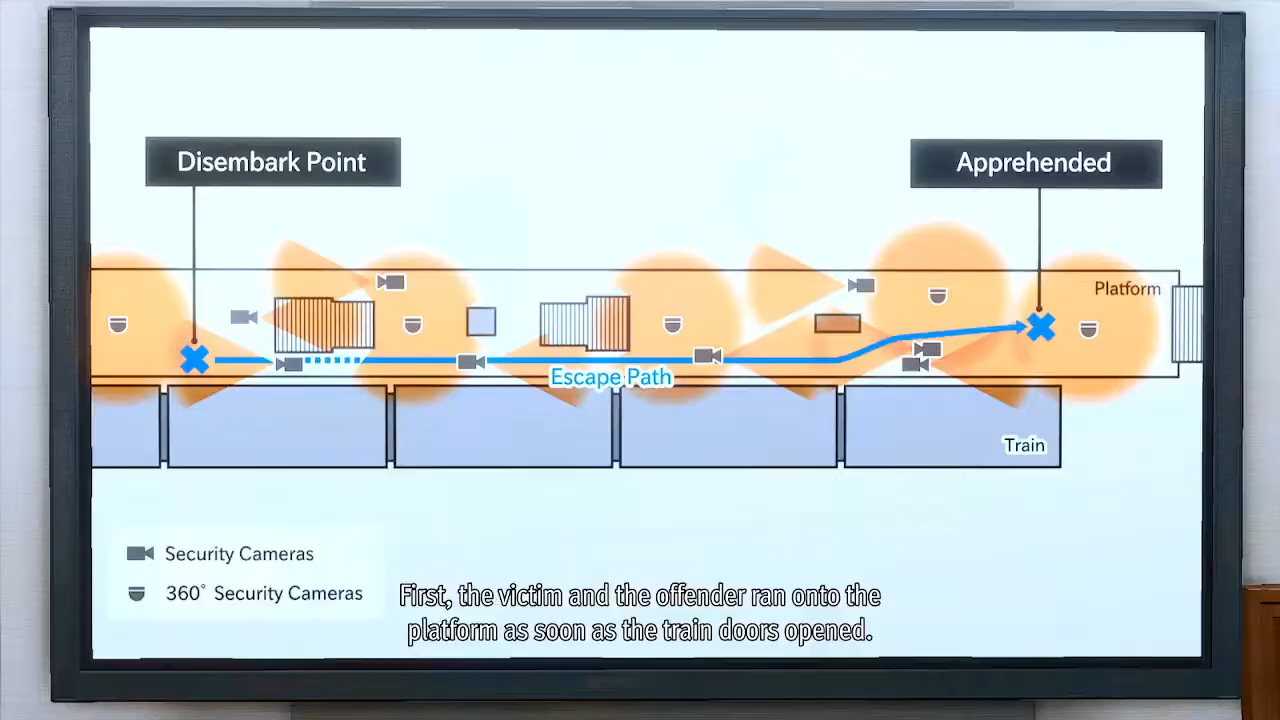 Disembark Point
Apprehended
Platform
Escape Path
Train
Security Cameras
360° Security Cameras
First, the victim and the offender ran onto the
platform as soon as the train doors opened.